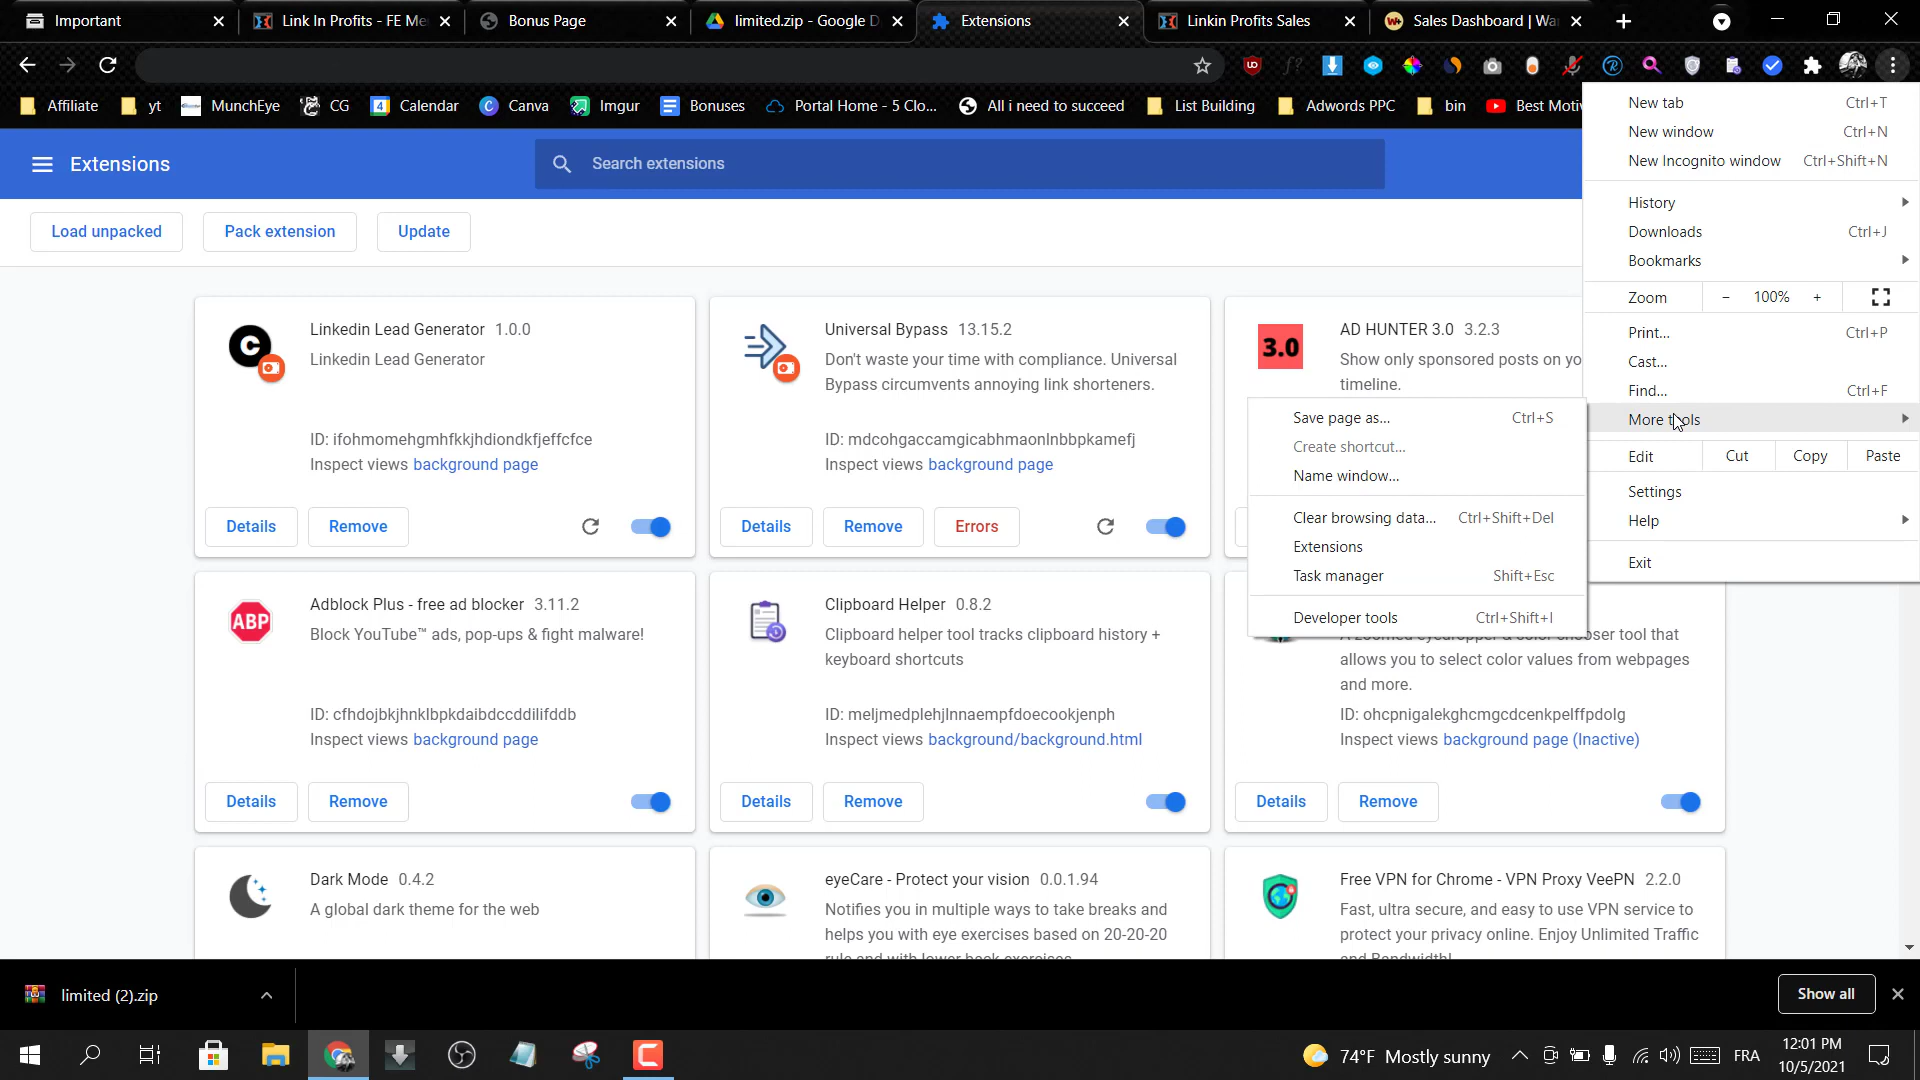 Important
Link In Profits - FE Me
Bonus Page
limited.zip - Google D
Extensions
Linkin Profits Sales
Sales Dashboard | Wa
Affiliate
yt
MunchEye
CG
Calendar
Canva
Imgur
Bonuses
Portal Home - 5 Clo...
All i need to succeed
List Building
Adwords PPC
bin
Best Moti
Extensions
Search extensions
Load unpacked
Pack extension
Update
Linkedin Lead Generator 1.0.0
Linkedin Lead Generator
ID: ifohmomehgmhfkkjhdiondkfjeffcfce
Inspect views background page
Details
Remove
Universal Bypass 13.15.2
Don't waste your time with compliance. Universal
Bypass circumvents annoying link shorteners.
ID: mdcohgaccamgicabhmaonlnbbpkamefj
Inspect views background page
Details
Remove
Errors
3.0
AD HUNTER 3.0 3.2.3
Show only sponsored posts on yo
timeline.
New tab Ctrl+T
New window Ctrl+N
New Incognito window Ctrl+Shift+N
History
Downloads Ctrl+J
Bookmarks
Zoom - 100% +
Print... Ctrl+P
Cast...
Find... Ctrl+F
More tools
Edit Cut Copy Paste
Settings
Help
Exit
Save page as... Ctrl+S
Create shortcut...
Name window...
Clear browsing data... Ctrl+Shift+Del
Extensions
Task manager Shift+Esc
Developer tools Ctrl+Shift+I
ABP
Adblock Plus - free ad blocker 3.11.2
Block YouTube™ ads, pop-ups & fight malware!
ID: cfhdojbkjhnklbpkdaibdccddilifddb
Inspect views background page
Details
Remove
Clipboard Helper 0.8.2
Clipboard helper tool tracks clipboard history +
keyboard shortcuts
ID: meljmedplehjlnnaempfdoecookjenph
Inspect views background/background.html
Details
Remove
A zoomed eyedropper & color chooser tool that
allows you to select color values from webpages
and more.
ID: ohcpnigalekghcmgcdcenkpelffpdolg
Inspect views background page (Inactive)
Details
Remove
Dark Mode 0.4.2
A global dark theme for the web
eyeCare - Protect your vision 0.0.1.94
Notifies you in multiple ways to take breaks and
helps you with eye exercises based on 20-20-20
Free VPN for Chrome - VPN Proxy VeePN 2.2.0
Fast, ultra secure, and easy to use VPN service to
protect your privacy online. Enjoy Unlimited Traffic
and Bandwidth!
limited (2).zip
Show all
74°F Mostly sunny
FRA
12:01 PM
10/5/2021